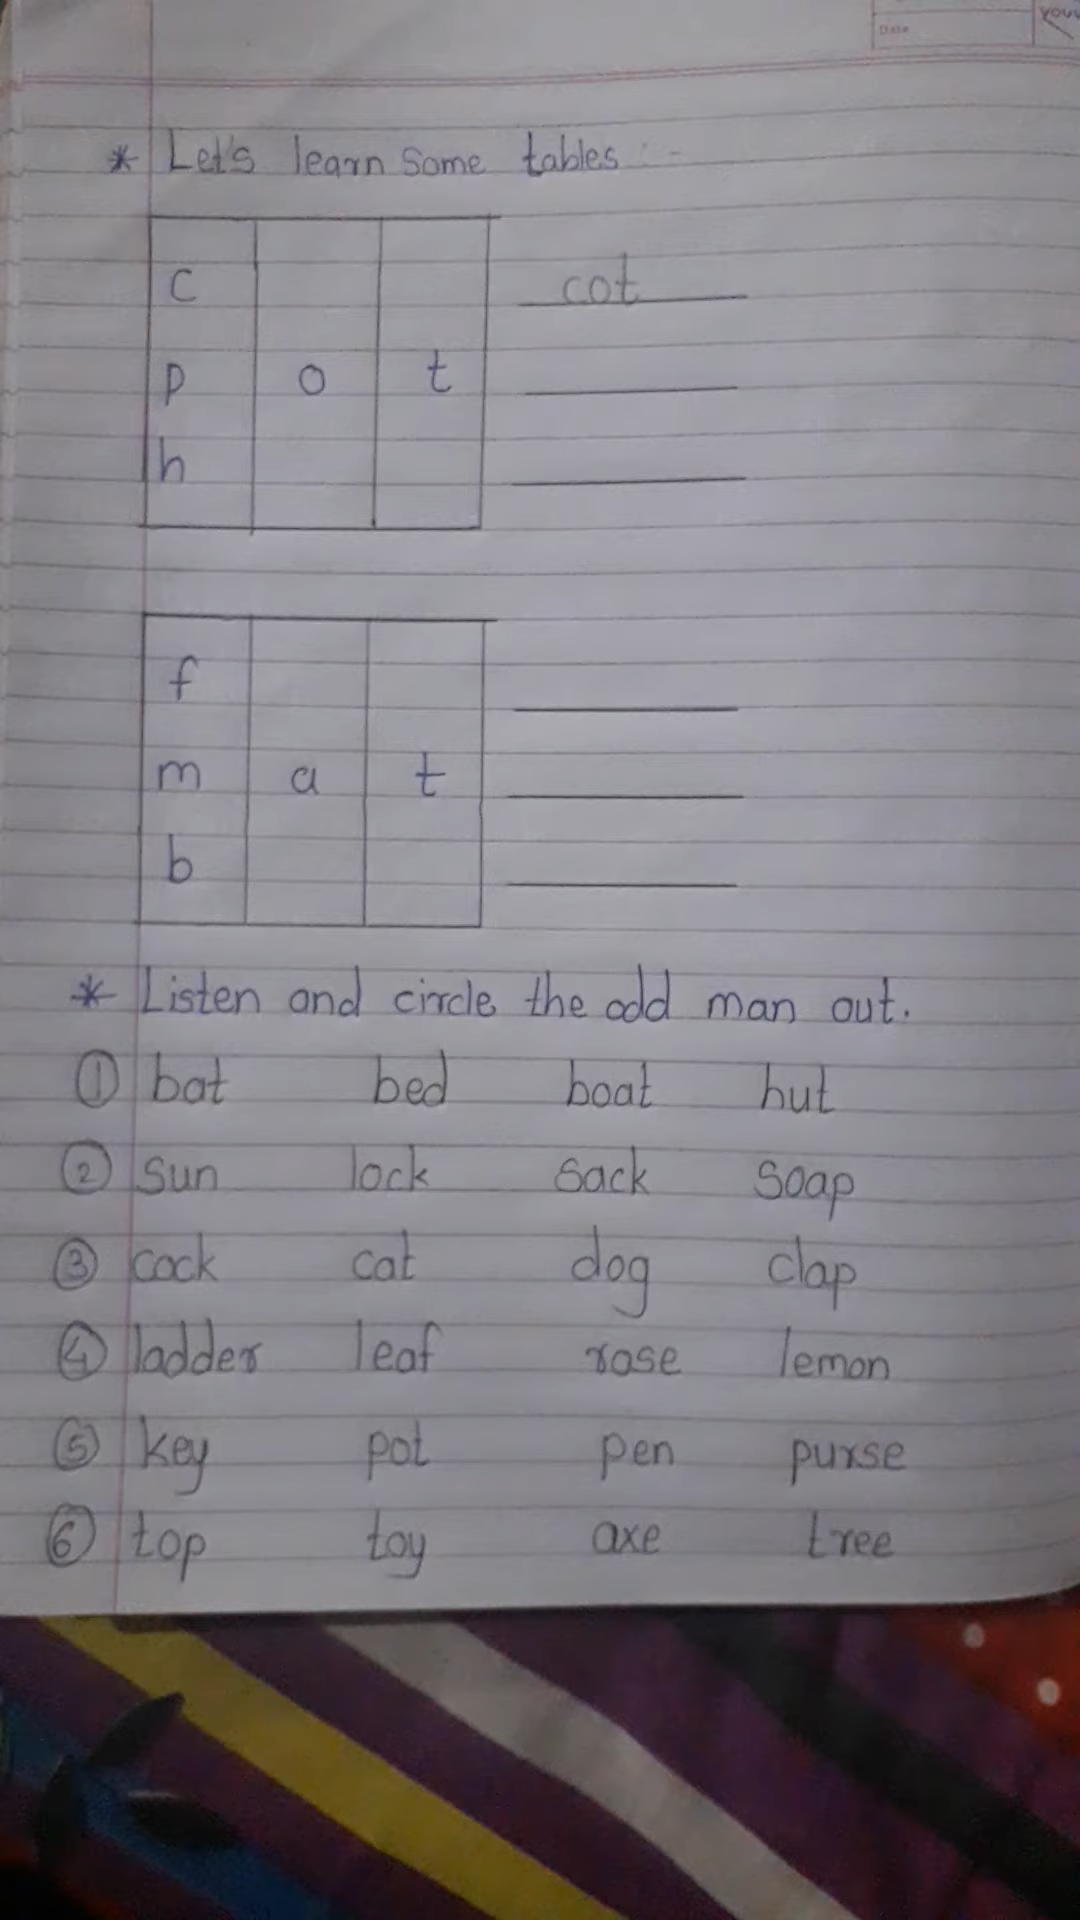 Date
* Let's learn some tables :-
c cot
p o t
h
f
m a t
b
* Listen and circle the odd man out.
① bat bed boat hut
② sun lock sack soap
③ cock cat dog clap
④ ladder leaf rose lemon
⑤ key pot pen purse
⑥ top toy axe tree